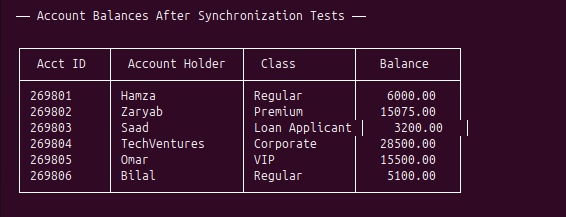 ── Account Balances After Synchronization Tests ──
Acct ID │ Account Holder │ Class │ Balance
269801 Hamza Regular 6000.00
269802 Zaryab Premium 15075.00
269803 Saad Loan Applicant │ 3200.00 │
269804 TechVentures Corporate 28500.00
269805 Omar VIP 15500.00
269806 Bilal Regular 5100.00